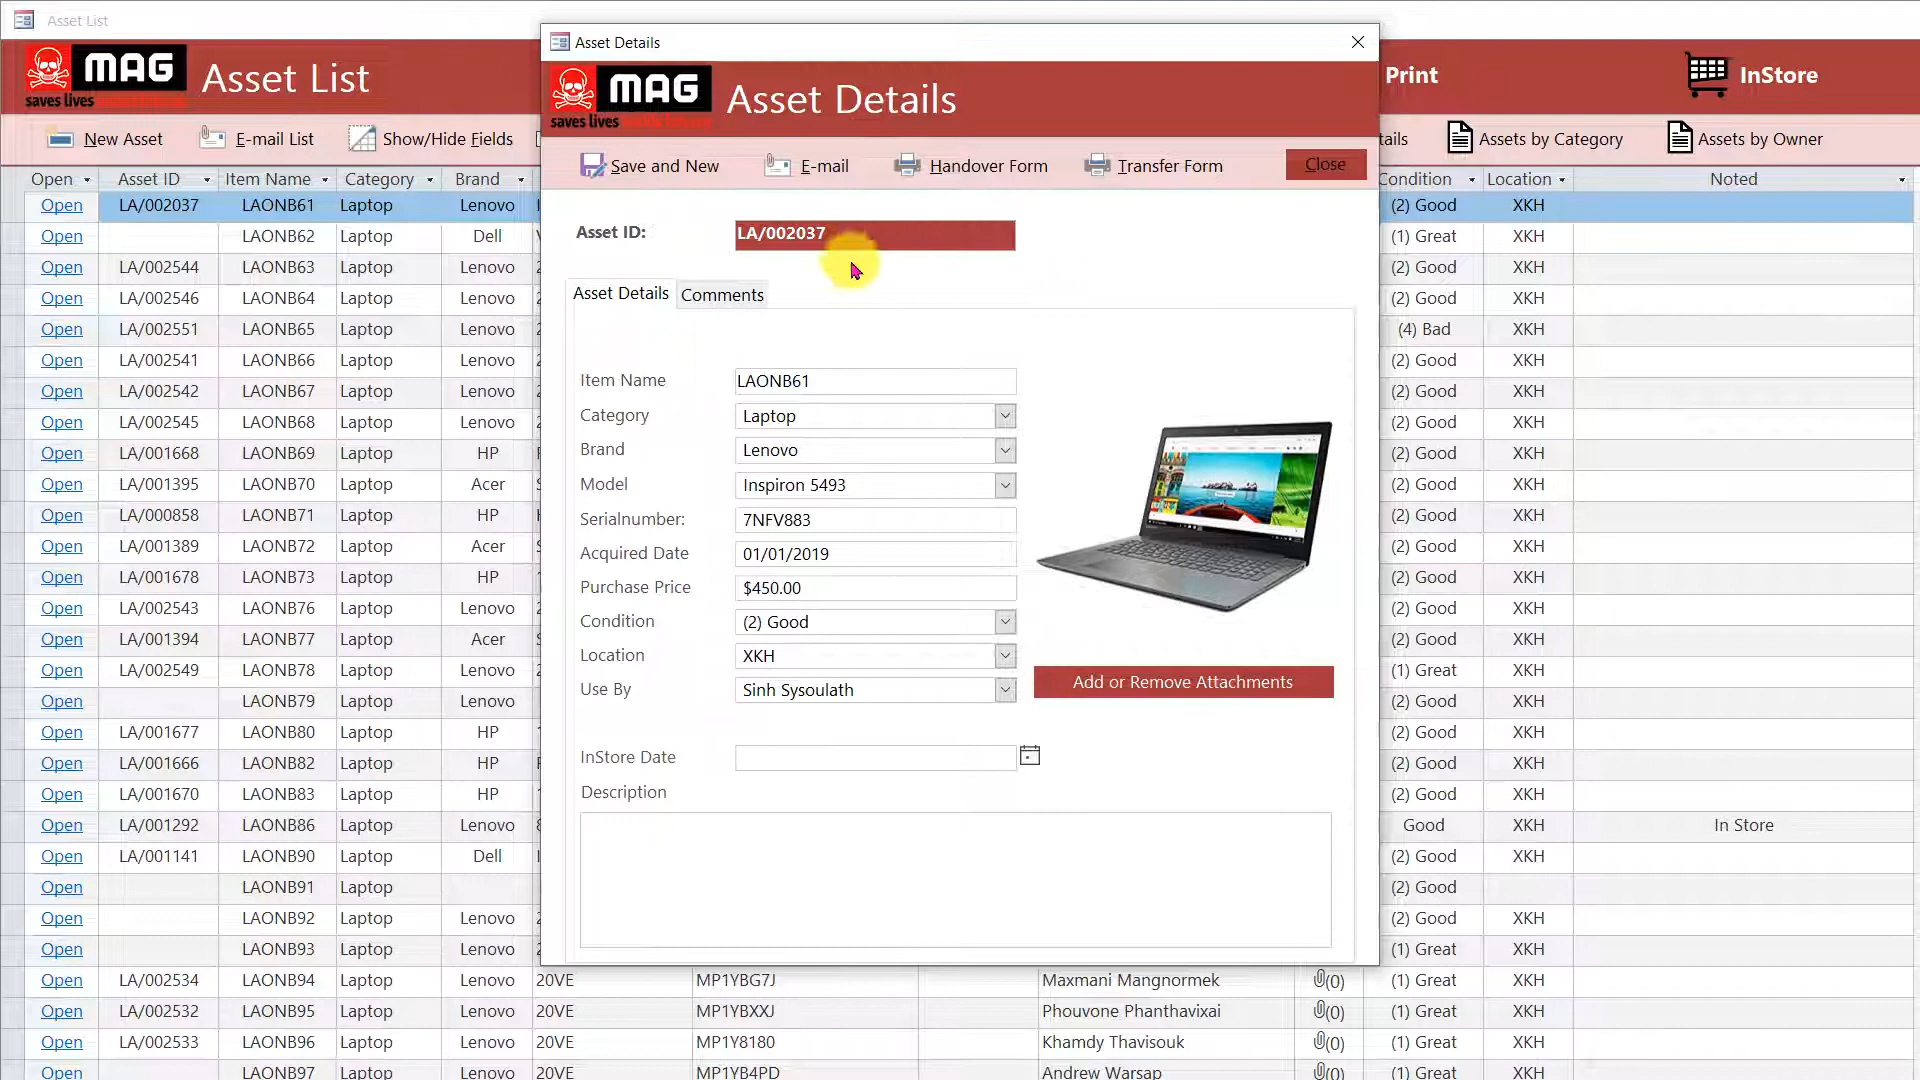 Asset List
MAG
saves lives
Asset List
Print
InStore
New Asset
E-mail List
Show/Hide Fields
Assets by Category
Assets by Owner
Asset Details
MAG
saves lives
Asset Details
Save and New
E-mail
Handover Form
Transfer Form
Close
Asset ID: LA/002037
Asset Details
Comments
Item Name LAONB61
Category Laptop
Brand Lenovo
Model Inspiron 5493
Serialnumber: 7NFV883
Acquired Date 01/01/2019
Purchase Price $450.00
Condition (2) Good
Location XKH
Use By Sinh Sysoulath
Add or Remove Attachments
InStore Date
Description
Open Asset ID Item Name Category Brand Condition Location Noted
Open LA/002037 LAONB61 Laptop Lenovo (2) Good XKH
Open LAONB62 Laptop Dell (1) Great XKH
Open LA/002544 LAONB63 Laptop Lenovo (2) Good XKH
Open LA/002546 LAONB64 Laptop Lenovo (2) Good XKH
Open LA/002551 LAONB65 Laptop Lenovo (4) Bad XKH
Open LA/002541 LAONB66 Laptop Lenovo (2) Good XKH
Open LA/002542 LAONB67 Laptop Lenovo (2) Good XKH
Open LA/002545 LAONB68 Laptop Lenovo (2) Good XKH
Open LA/001668 LAONB69 Laptop HP (2) Good XKH
Open LA/001395 LAONB70 Laptop Acer (2) Good XKH
Open LA/000858 LAONB71 Laptop HP (2) Good XKH
Open LA/001389 LAONB72 Laptop Acer (2) Good XKH
Open LA/001678 LAONB73 Laptop HP (2) Good XKH
Open LA/002543 LAONB76 Laptop Lenovo (2) Good XKH
Open LA/001394 LAONB77 Laptop Acer (2) Good XKH
Open LA/002549 LAONB78 Laptop Lenovo (1) Great XKH
Open LAONB79 Laptop Lenovo (2) Good XKH
Open LA/001677 LAONB80 Laptop HP (2) Good XKH
Open LA/001666 LAONB82 Laptop HP (2) Good XKH
Open LA/001670 LAONB83 Laptop HP (2) Good XKH
Open LA/001292 LAONB86 Laptop Lenovo Good XKH In Store
Open LA/001141 LAONB90 Laptop Dell (2) Good XKH
Open LAONB91 Laptop (2) Good
Open LAONB92 Laptop Lenovo (2) Good XKH
Open LAONB93 Laptop Lenovo (1) Great XKH
Open LA/002534 LAONB94 Laptop Lenovo 20VE MP1YBG7J Maxmani Mangnormek (0) (1) Great XKH
Open LA/002532 LAONB95 Laptop Lenovo 20VE MP1YBXXJ Phouvone Phanthavixai (0) (1) Great XKH
Open LA/002533 LAONB96 Laptop Lenovo 20VE MP1Y8180 Khamdy Thavisouk (0) (1) Great XKH
Open LAONB97 Laptop Lenovo 20VE MP1YB4PD Andrew Warsap (0) (1) Great XKH